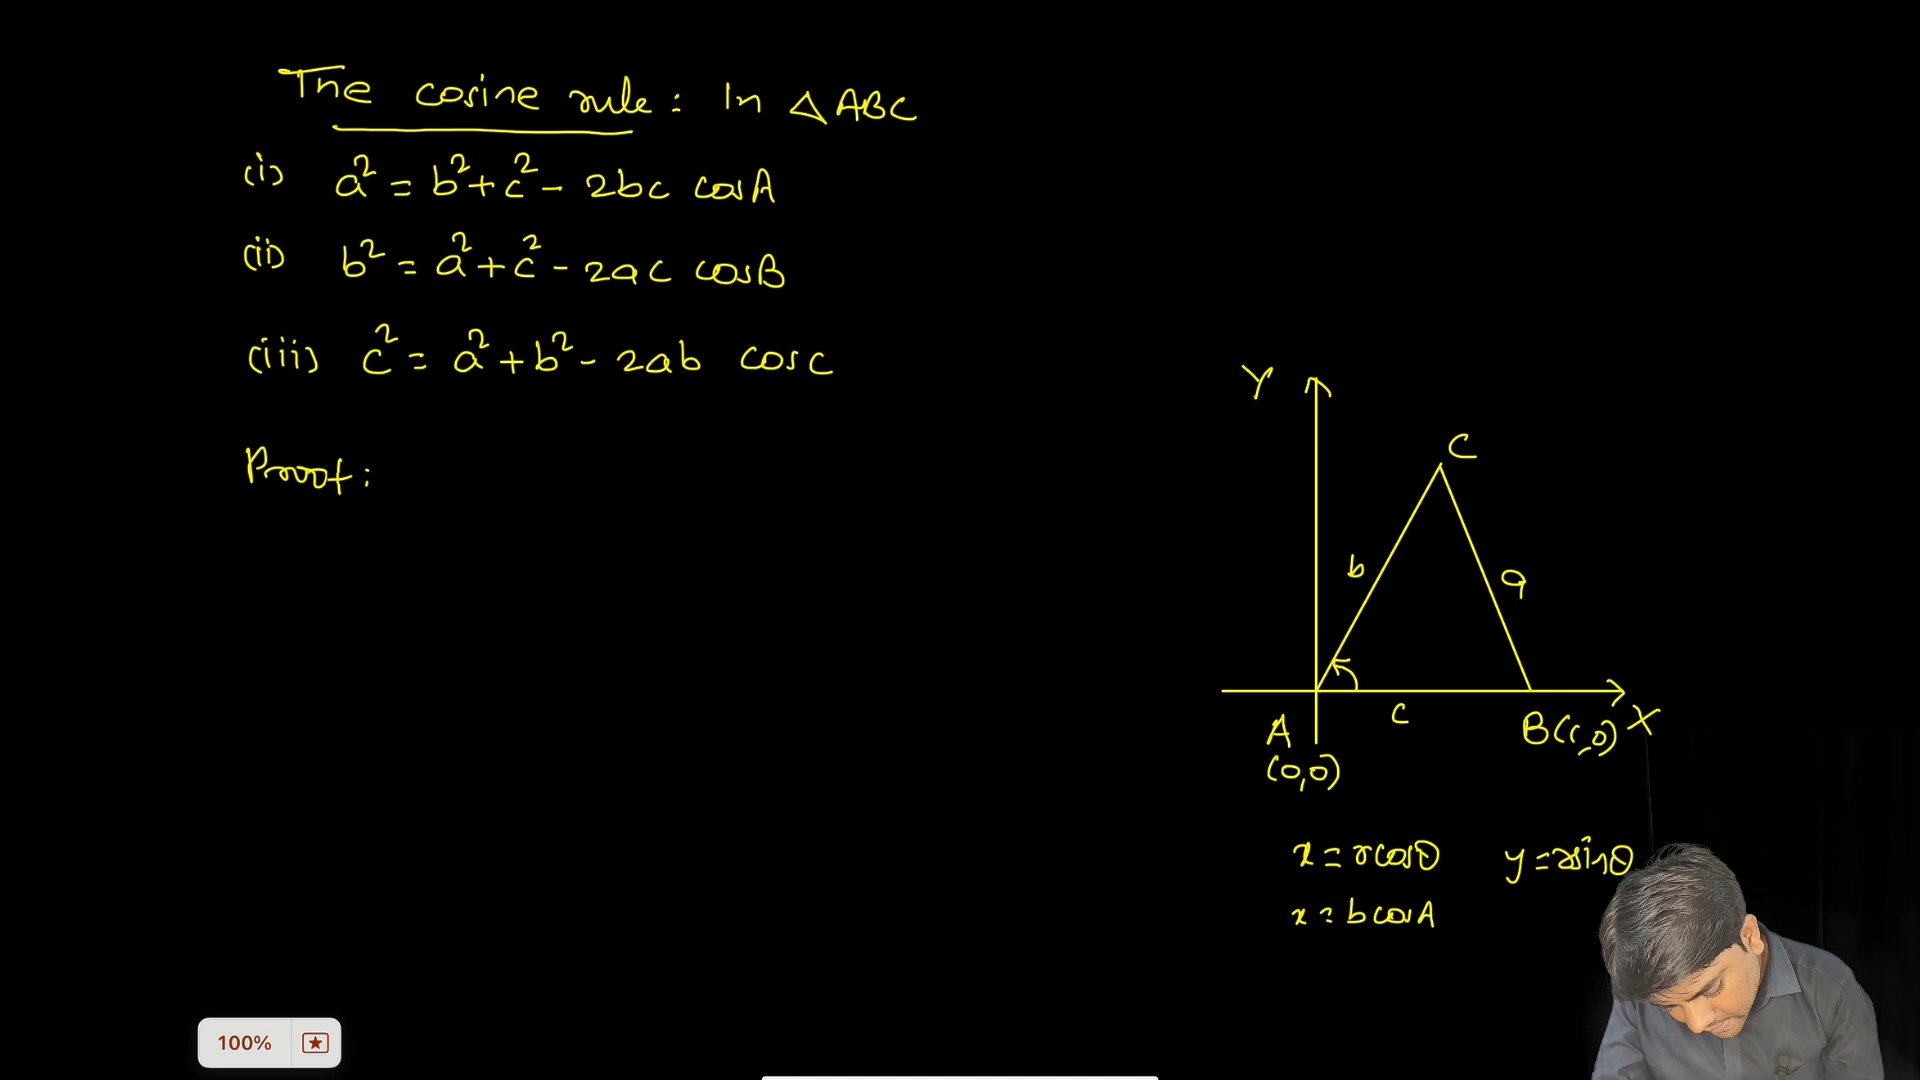 The cosine rule: In △ABC
(i) a² = b² + c² - 2bc cosA
(ii) b² = a² + c² - 2ac cosB
(iii) c² = a² + b² - 2ab cosc
Proof:
Y
C
b
a
c
A
B(c,0) X
(0,0)
x = rcosθ y = rsinθ
x = bcosA
100%